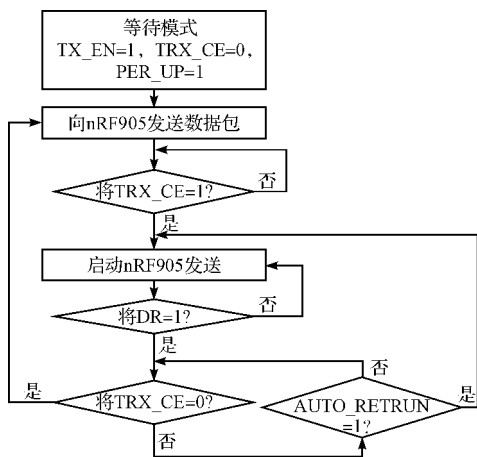 等待模式
TX_EN=1，TRX_CE=0，
PER_UP=1
向nRF905发送数据包
将TRX_CE=1?
否
是
启动nRF905发送
将DR=1?
否
是
否
是
将TRX_CE=0?
AUTO_RETRUN
=1?
是
否